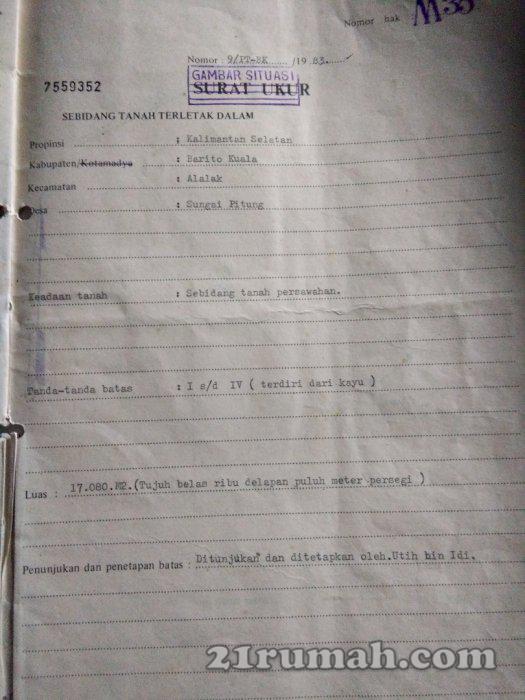 Nomor hak M35
Nomor : 9/PT-BK /19 83.
GAMBAR SITUASI
7559352 SURAT UKUR
SEBIDANG TANAH TERLETAK DALAM
Propinsi : Kalimantan Selatan
Kabupaten/Kotamadya : Barito Kuala
Kecamatan : Alalak
Desa : Sungai Pitung
Keadaan tanah : Sebidang tanah persawahan.
Tanda-tanda batas : I s/d IV ( terdiri dari kayu )
Luas : 17.080.M2.(Tujuh belas ribu delapan puluh meter persegi )
Penunjukan dan penetapan batas : Ditunjukan dan ditetapkan oleh.Utih bin Idi.
21rumah.com